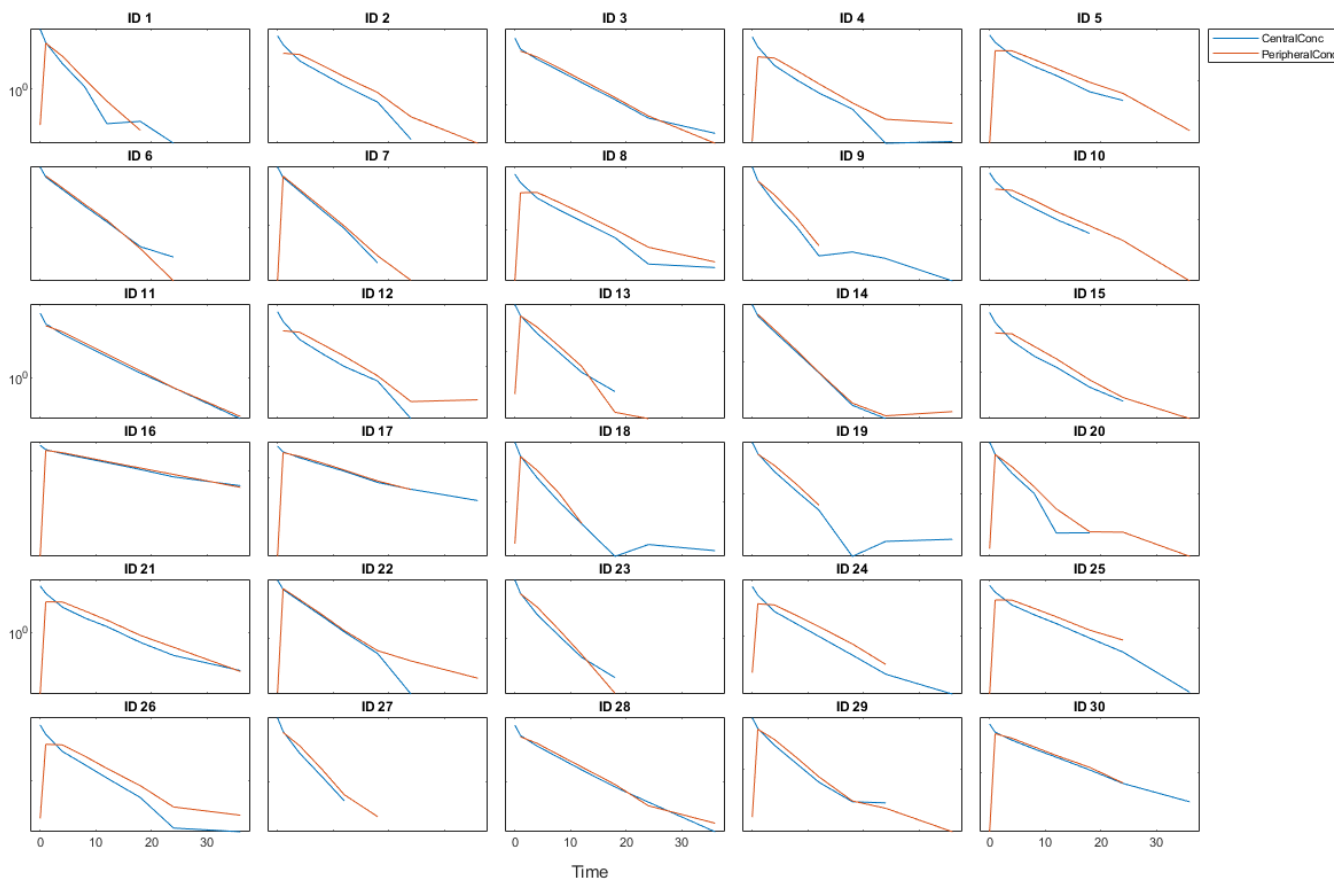 ID 1
ID 2
ID 3
ID 4
ID 5
CentralConc
PeripheralConc
10^0
ID 6
ID 7
ID 8
ID 9
ID 10
ID 11
ID 12
ID 13
ID 14
ID 15
10^0
ID 16
ID 17
ID 18
ID 19
ID 20
ID 21
ID 22
ID 23
ID 24
ID 25
10^0
ID 26
ID 27
ID 28
ID 29
ID 30
0 10 20 30
0 10 20 30
Time